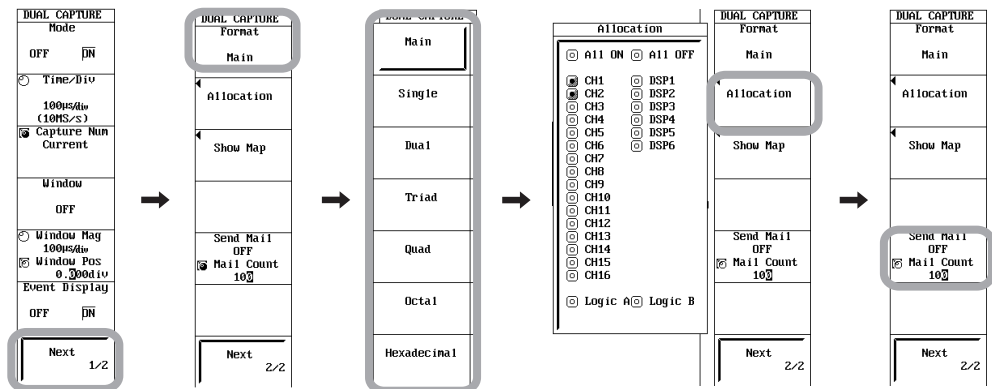 DUAL CAPTURE
Mode
OFF ON
Time/Div
100µs/div
(10MS/s)
Capture Num
Current
Window
OFF
Window Mag
100µs/div
Window Pos
0.000div
Event Display
OFF ON
Next
1/2
DUAL CAPTURE
Format
Main
Allocation
Show Map
Send Mail
OFF
Mail Count
100
Next
2/2
DUAL CAPTURE
Main
Single
Dual
Triad
Quad
Octal
Hexadecimal
Allocation
All ON All OFF
CH1 DSP1
CH2 DSP2
CH3 DSP3
CH4 DSP4
CH5 DSP5
CH6 DSP6
CH7
CH8
CH9
CH10
CH11
CH12
CH13
CH14
CH15
CH16
Logic A Logic B
DUAL CAPTURE
Format
Main
Allocation
Show Map
Send Mail
OFF
Mail Count
100
Next
2/2
DUAL CAPTURE
Format
Main
Allocation
Show Map
Send Mail
OFF
Mail Count
100
Next
2/2